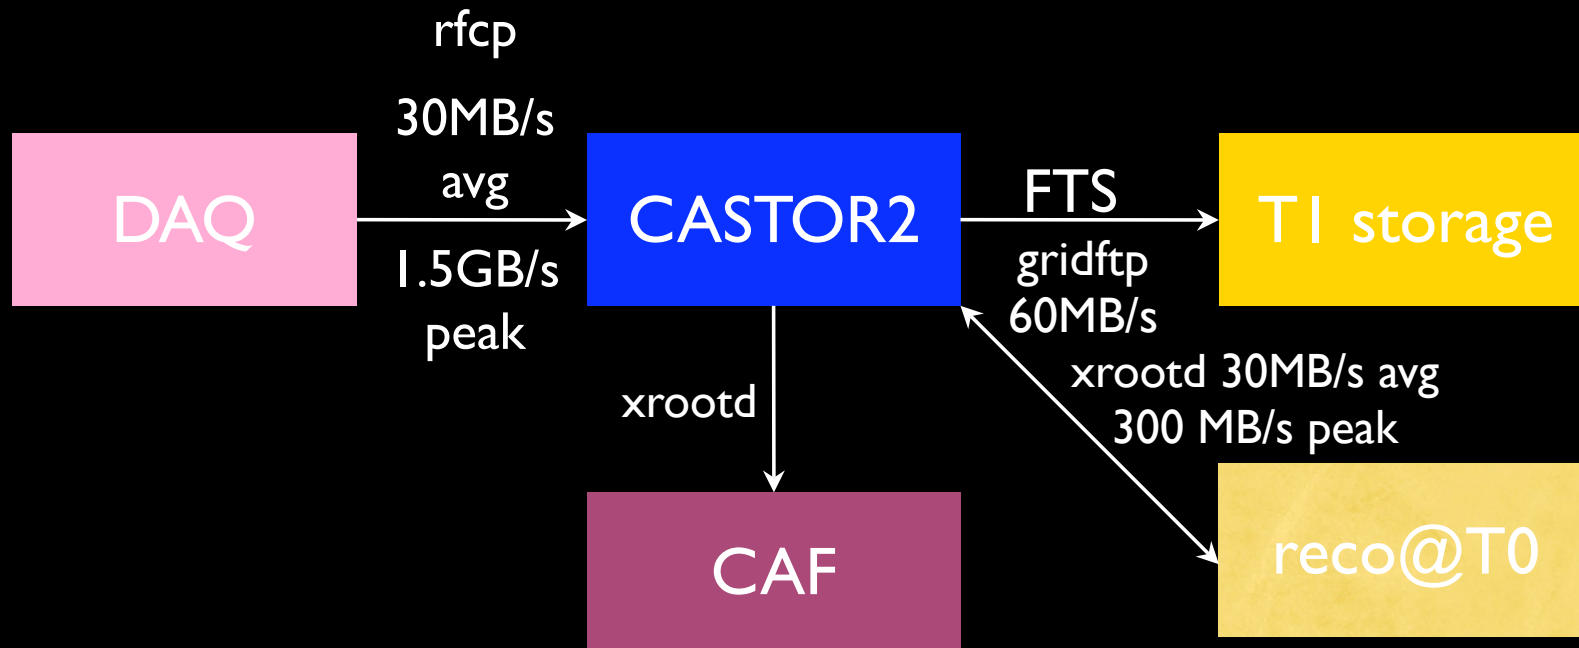 rfcp
30MB/s
avg
1.5GB/s
peak
DAQ
CASTOR2
FTS
gridftp
60MB/s
T1 storage
xrootd
xrootd 30MB/s avg
300 MB/s peak
CAF
reco@T0